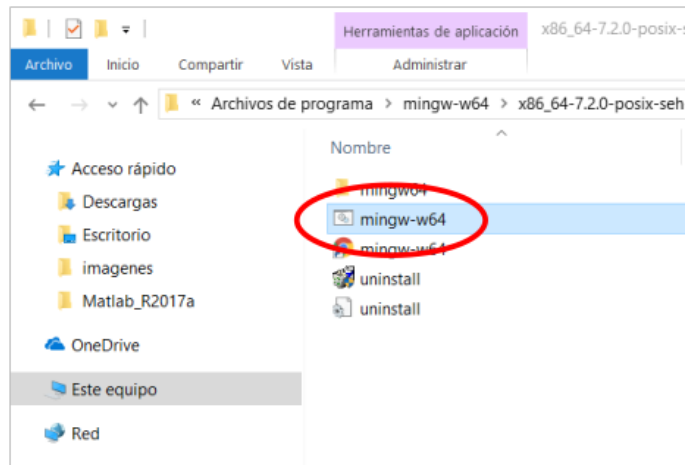 Herramientas de aplicación
x86_64-7.2.0-posix-s
Archivo
Inicio
Compartir
Vista
Administrar
« Archivos de programa > mingw-w64 > x86_64-7.2.0-posix-seh
Nombre
Acceso rápido
Descargas
Escritorio
imagenes
Matlab_R2017a
OneDrive
Este equipo
Red
mingw64
mingw-w64
mingw-w64
uninstall
uninstall